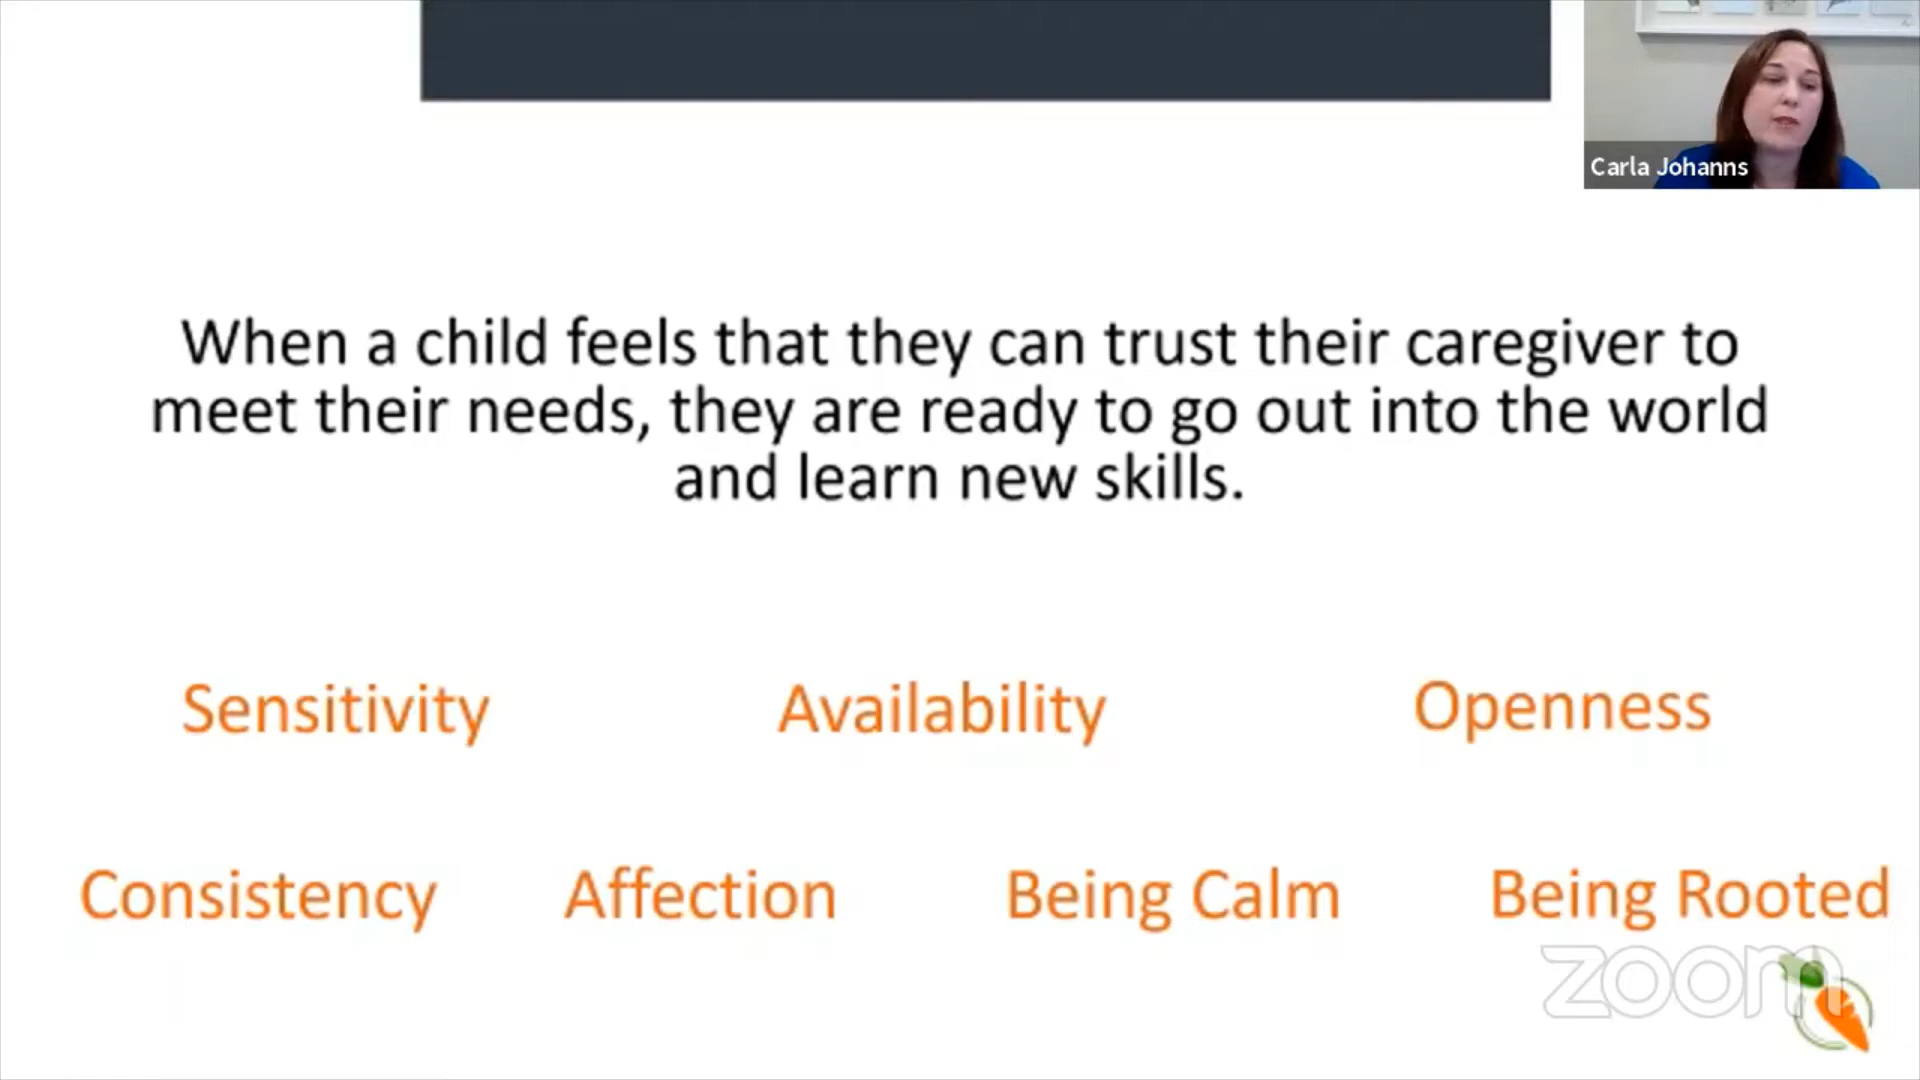 Carla Johanns
When a child feels that they can trust their caregiver to
meet their needs, they are ready to go out into the world
and learn new skills.
Sensitivity Availability Openness
Consistency Affection Being Calm Being Rooted
zoom